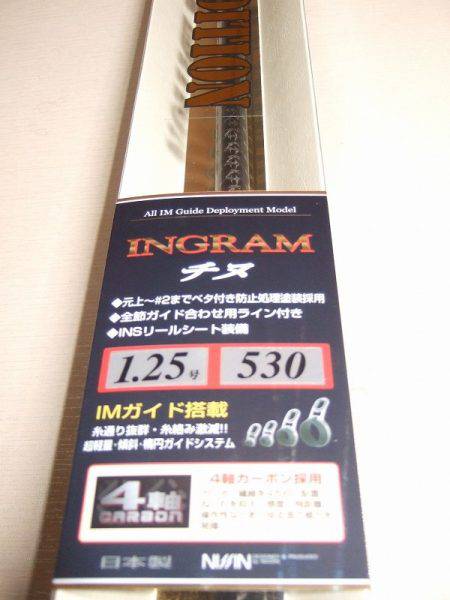 All IM Guide Deployment Model
INGRAM
チヌ
◆元上～#2までベタ付き防止処理塗装採用
◆全節ガイド合わせ用ライン付き
◆INSリールシート装備
1.25号 530
IMガイド搭載
糸通り抜群・糸絡み激減!!
超軽量・傾斜・楕円ガイドシステム
4軸カーボン採用
4軸
CARBON
日本製 NISSIN